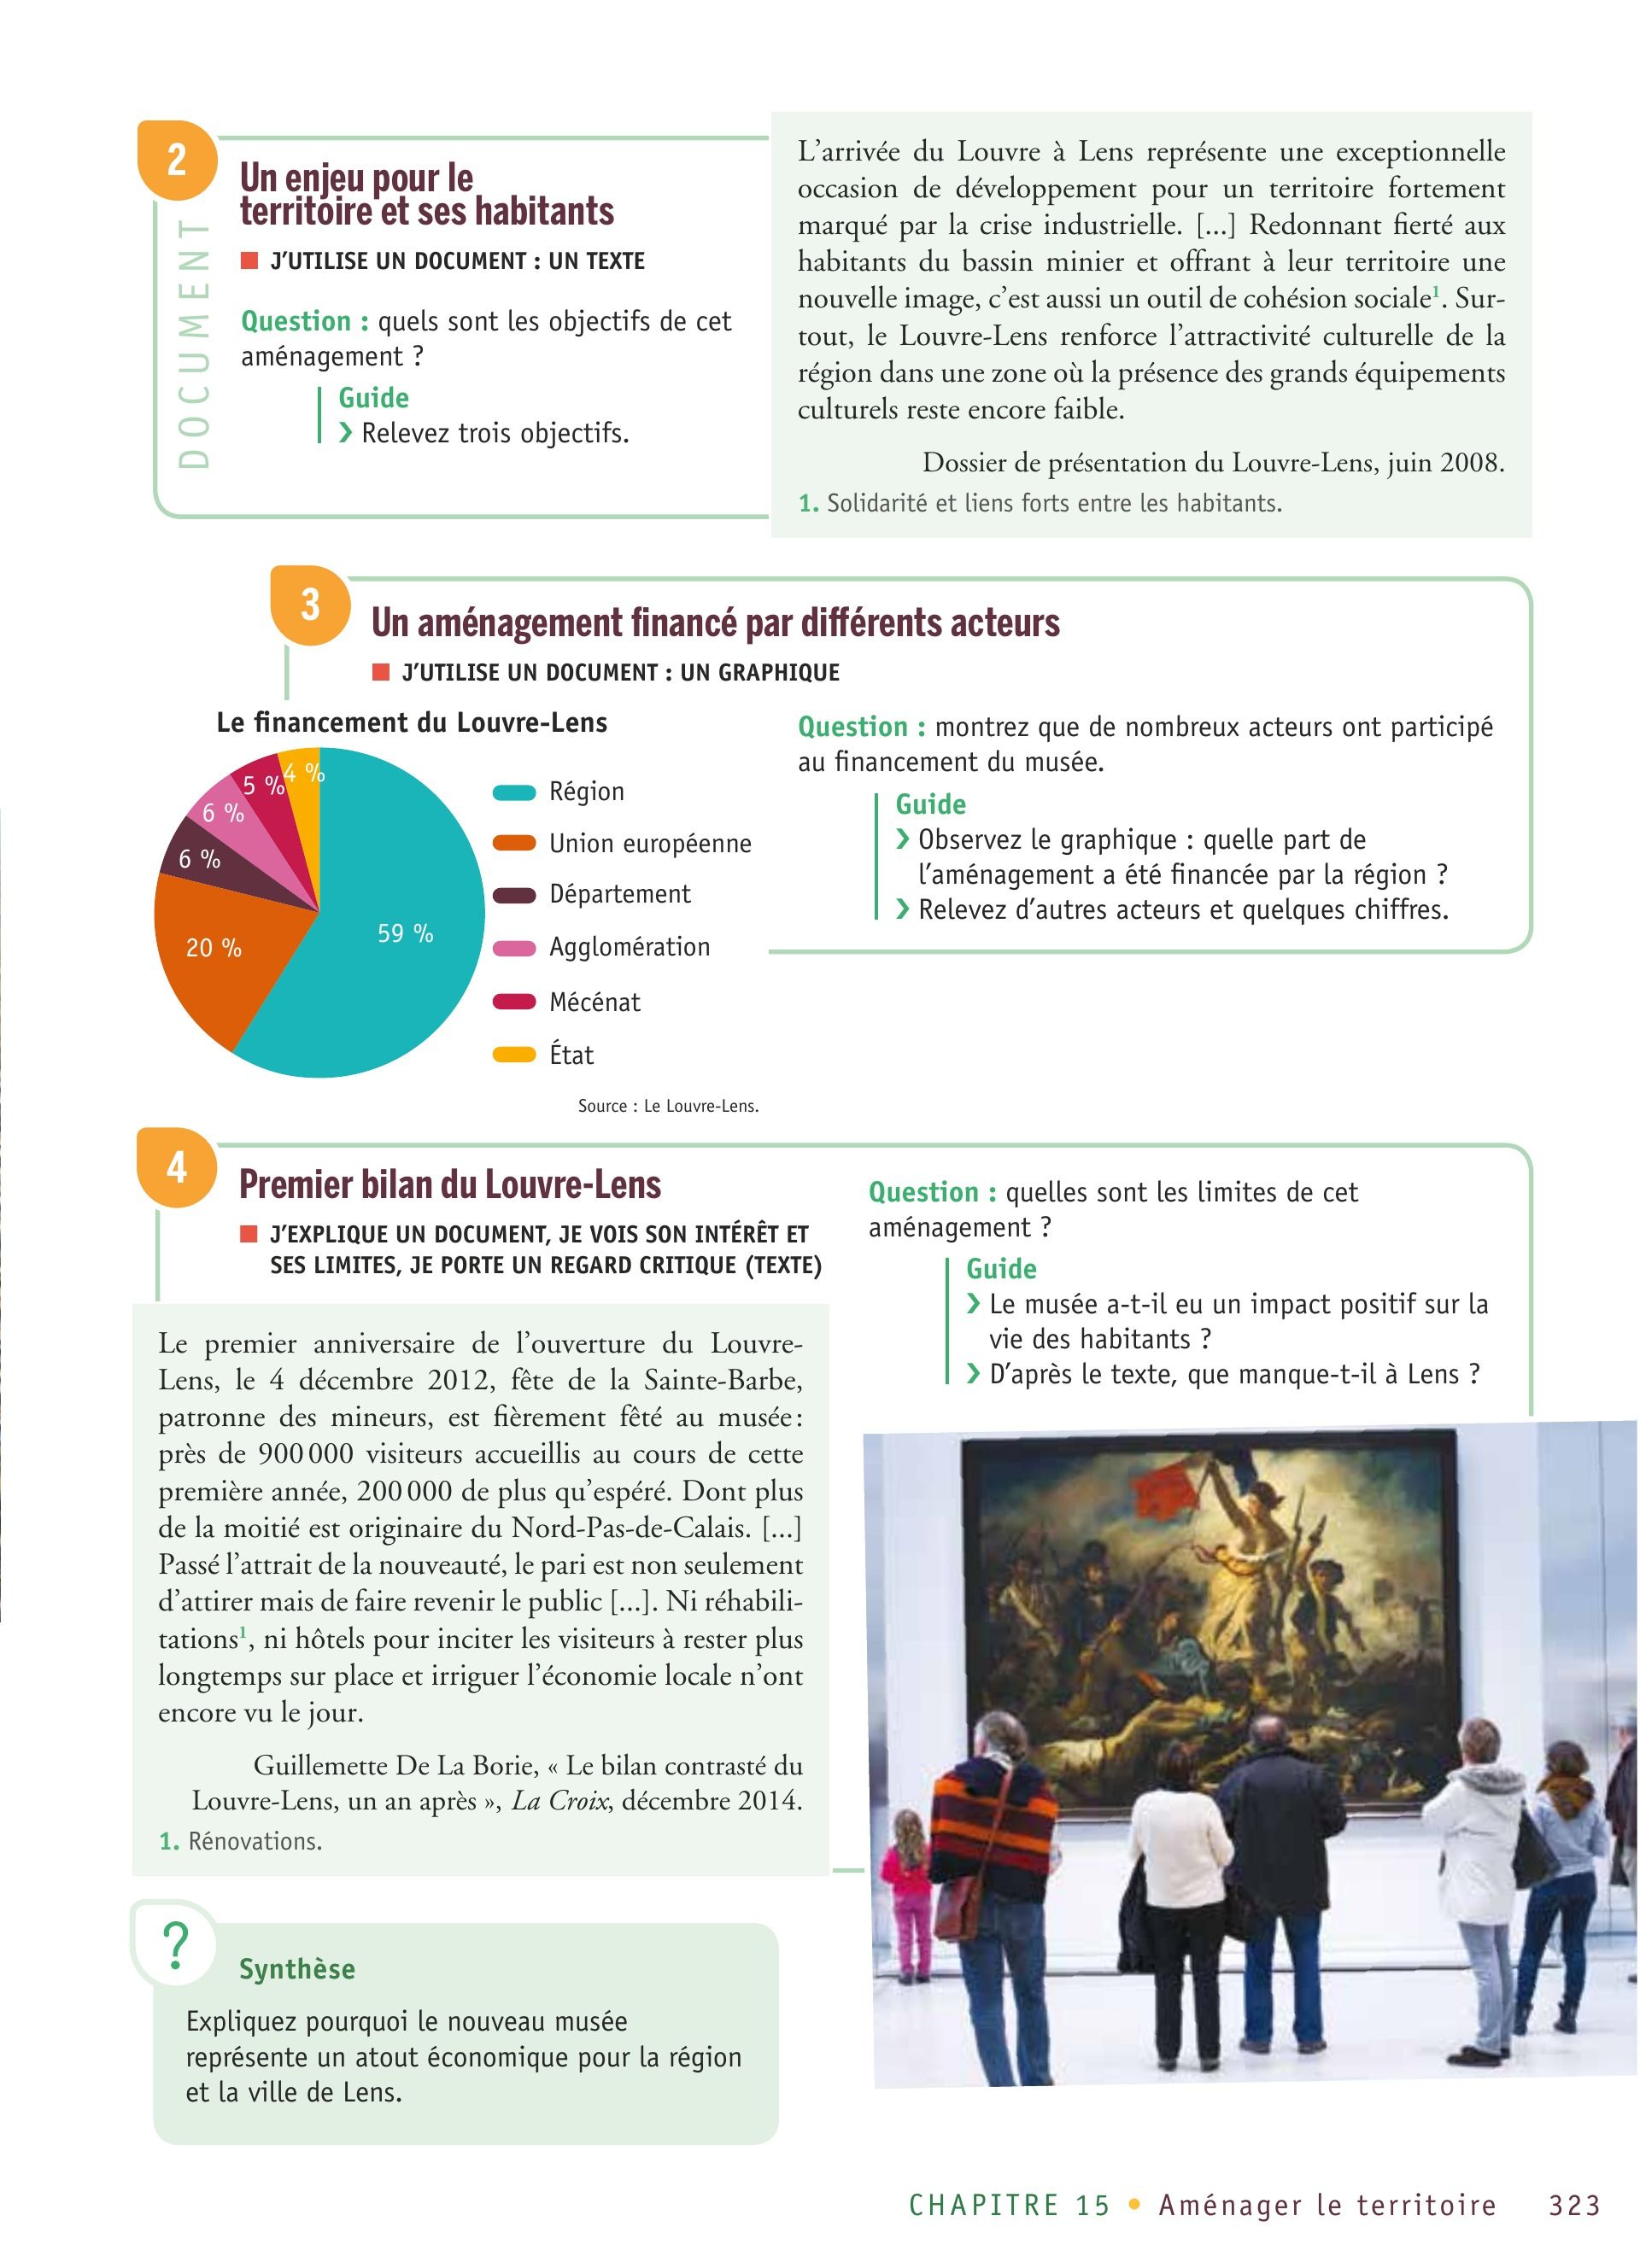 2
DOCUMENT
Un enjeu pour le
territoire et ses habitants
J'UTILISE UN DOCUMENT : UN TEXTE
Question : quels sont les objectifs de cet
aménagement ?
Guide
❯ Relevez trois objectifs.
L'arrivée du Louvre à Lens représente une exceptionnelle
occasion de développement pour un territoire fortement
marqué par la crise industrielle. [...] Redonnant fierté aux
habitants du bassin minier et offrant à leur territoire une
nouvelle image, c'est aussi un outil de cohésion sociale¹. Sur-
tout, le Louvre-Lens renforce l'attractivité culturelle de la
région dans une zone où la présence des grands équipements
culturels reste encore faible.
Dossier de présentation du Louvre-Lens, juin 2008.
1. Solidarité et liens forts entre les habitants.
3
Un aménagement financé par différents acteurs
J'UTILISE UN DOCUMENT : UN GRAPHIQUE
Le financement du Louvre-Lens
4 %
5 %
6 %
6 %
20 %
59 %
Région
Union européenne
Département
Agglomération
Mécénat
État
Source : Le Louvre-Lens.
Question : montrez que de nombreux acteurs ont participé
au financement du musée.
Guide
❯ Observez le graphique : quelle part de
l'aménagement a été financée par la région ?
❯ Relevez d'autres acteurs et quelques chiffres.
4
Premier bilan du Louvre-Lens
J'EXPLIQUE UN DOCUMENT, JE VOIS SON INTÉRÊT ET
SES LIMITES, JE PORTE UN REGARD CRITIQUE (TEXTE)
Le premier anniversaire de l'ouverture du Louvre-
Lens, le 4 décembre 2012, fête de la Sainte-Barbe,
patronne des mineurs, est fièrement fêté au musée :
près de 900 000 visiteurs accueillis au cours de cette
première année, 200 000 de plus qu'espéré. Dont plus
de la moitié est originaire du Nord-Pas-de-Calais. [...]
Passé l'attrait de la nouveauté, le pari est non seulement
d'attirer mais de faire revenir le public [...]. Ni réhabili-
tations¹, ni hôtels pour inciter les visiteurs à rester plus
longtemps sur place et irriguer l'économie locale n'ont
encore vu le jour.
Guillemette De La Borie, « Le bilan contrasté du
Louvre-Lens, un an après », La Croix, décembre 2014.
1. Rénovations.
Question : quelles sont les limites de cet
aménagement ?
Guide
❯ Le musée a-t-il eu un impact positif sur la
vie des habitants ?
❯ D'après le texte, que manque-t-il à Lens ?
?
Synthèse
Expliquez pourquoi le nouveau musée
représente un atout économique pour la région
et la ville de Lens.
CHAPITRE 15 • Aménager le territoire 323